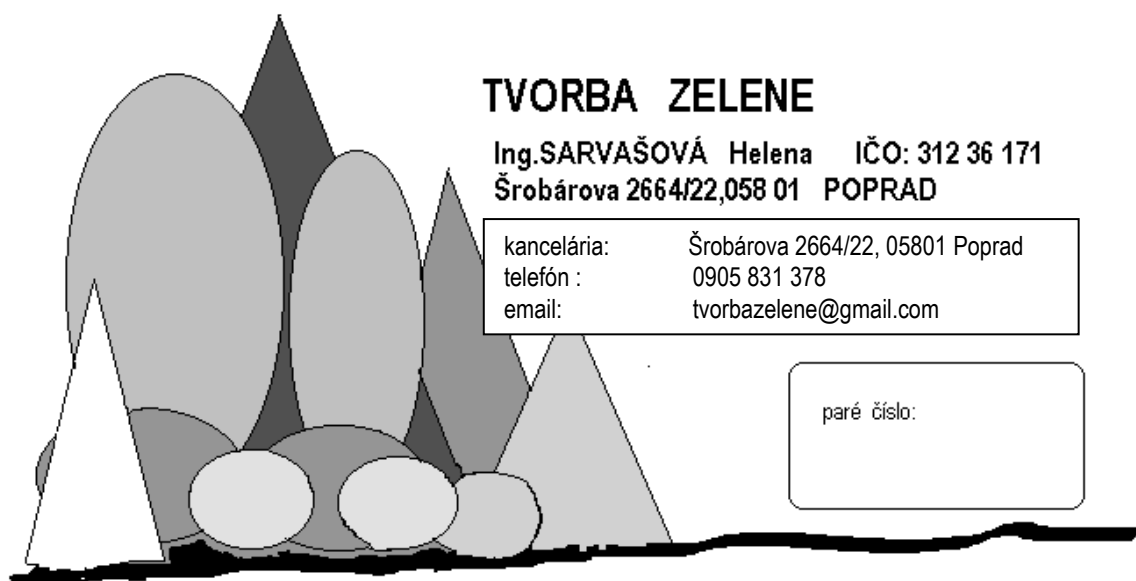 TVORBA ZELENE
Ing.SARVAŠOVÁ Helena IČO: 312 36 171
Šrobárova 2664/22,058 01 POPRAD
kancelária: Šrobárova 2664/22, 05801 Poprad
telefón : 0905 831 378
email: tvorbazelene@gmail.com
paré číslo: